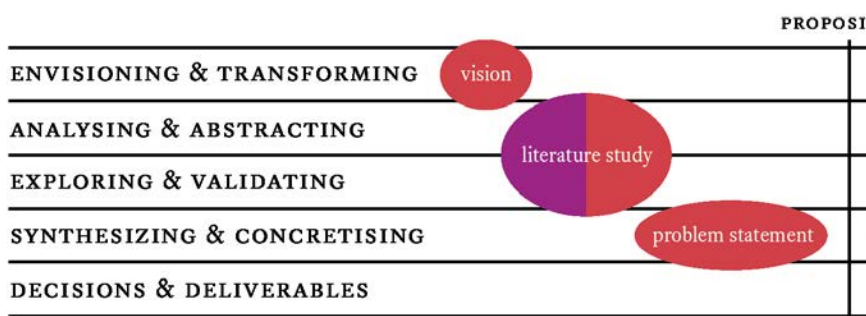 PROPOSI
ENVISIONING & TRANSFORMING vision
ANALYSING & ABSTRACTING
literature study
EXPLORING & VALIDATING
SYNTHESIZING & CONCRETISING problem statement
DECISIONS & DELIVERABLES